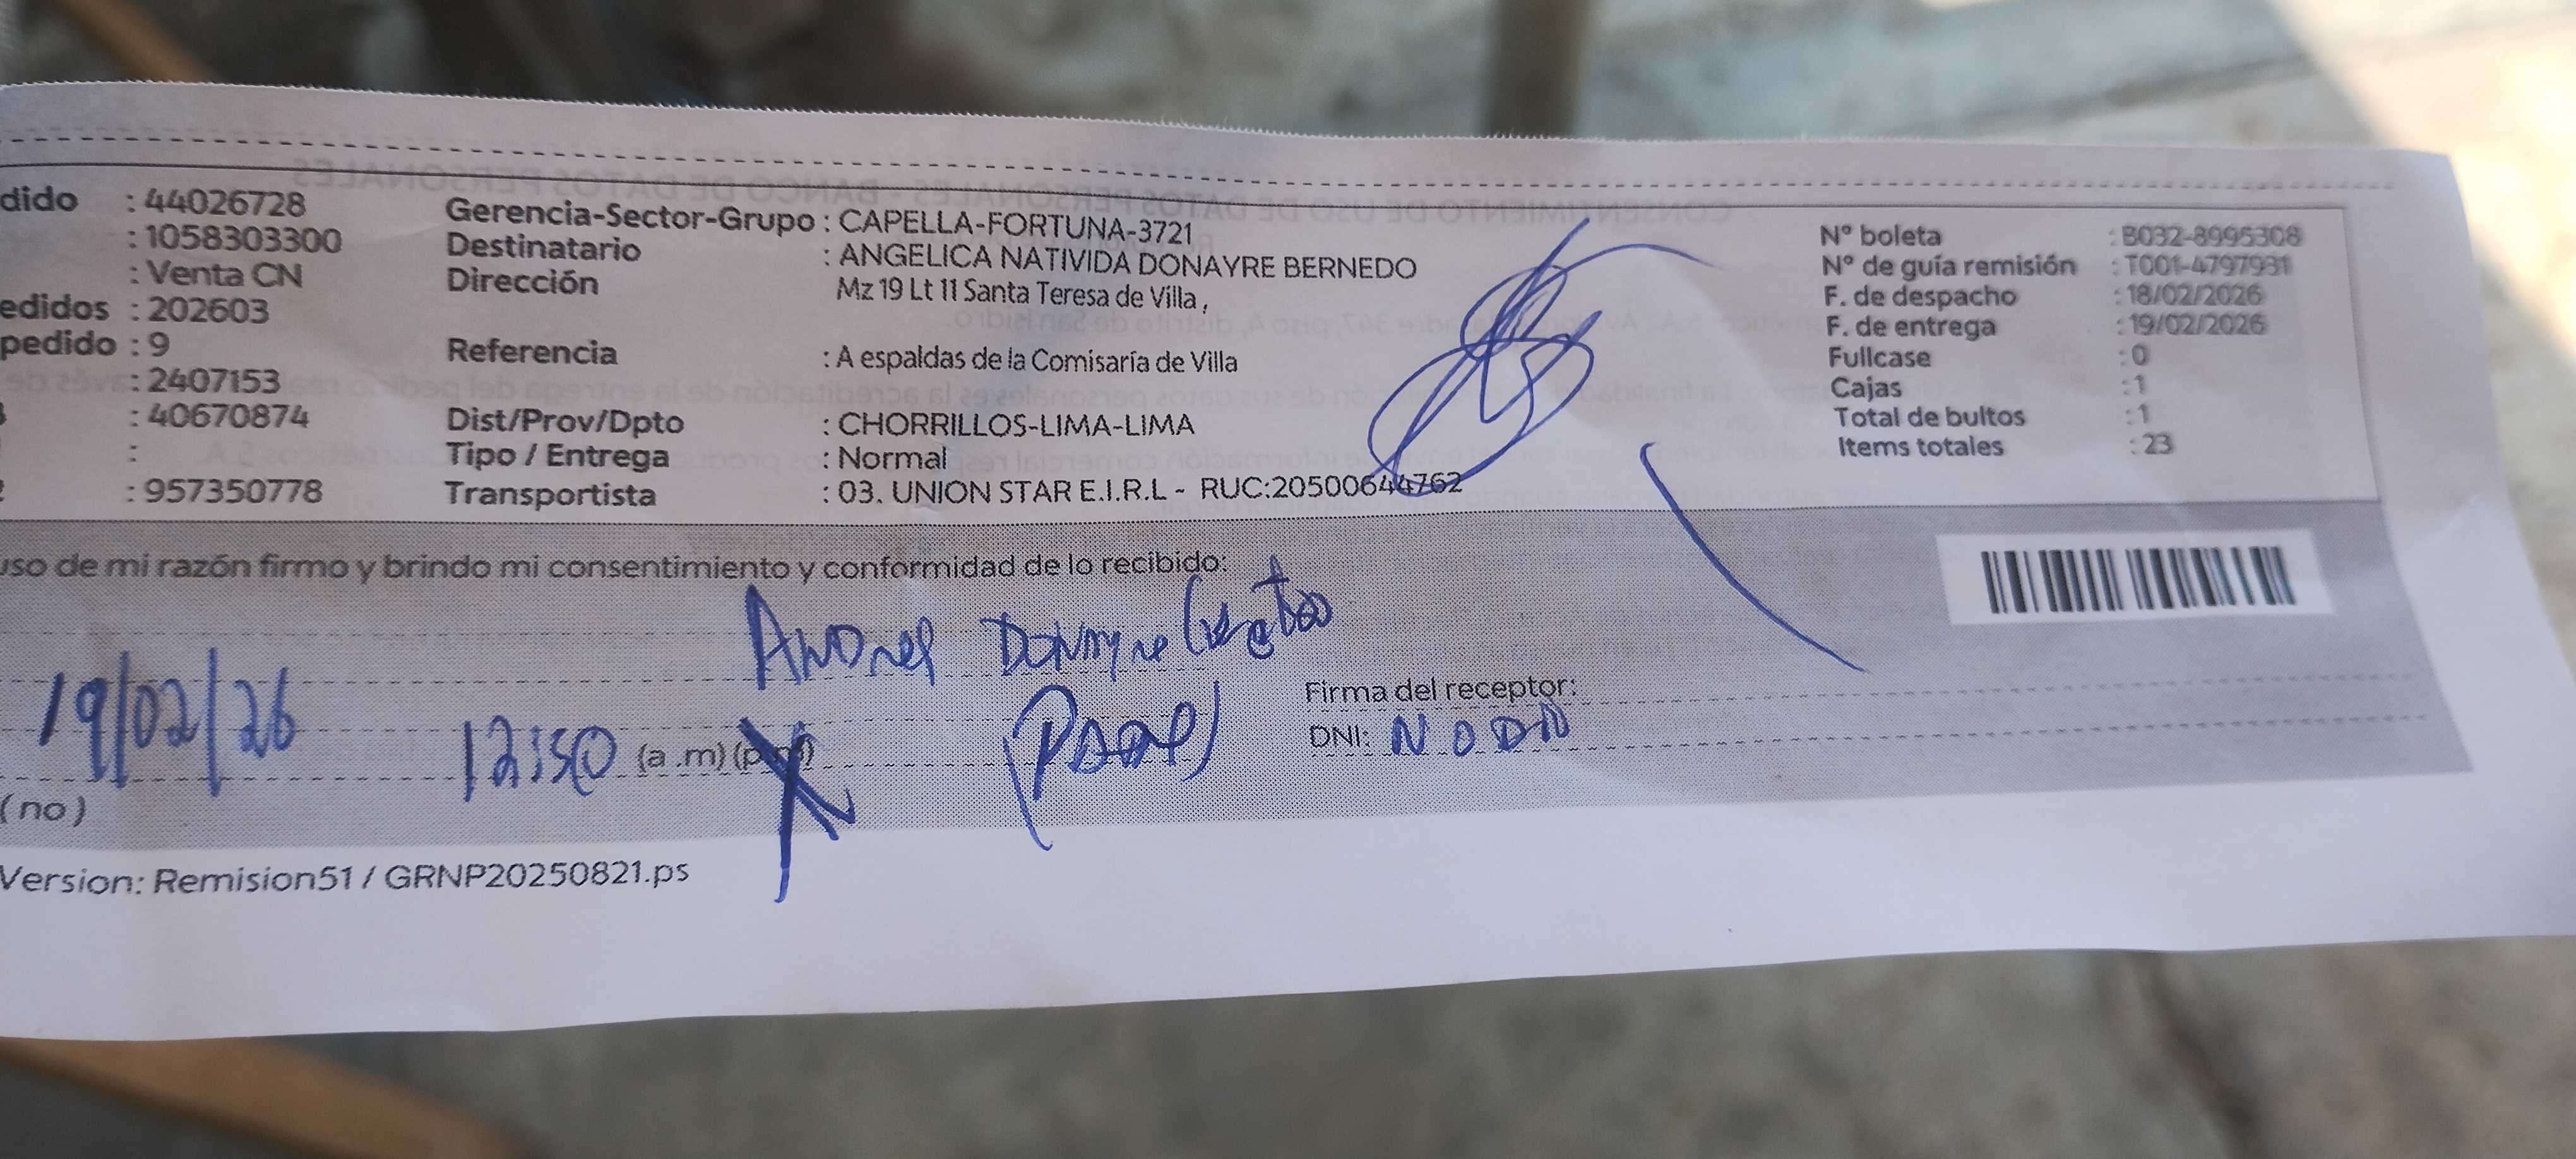 dido : 44026728
: 1058303300
: Venta CN
edidos : 202603
pedido : 9
: 2407153
: 40670874
:
: 957350778
Gerencia-Sector-Grupo : CAPELLA-FORTUNA-3721
Destinatario : ANGELICA NATIVIDA DONAYRE BERNEDO
Dirección Mz 19 Lt 11 Santa Teresa de Villa ,
Referencia : A espaldas de la Comisaría de Villa
Dist/Prov/Dpto : CHORRILLOS-LIMA-LIMA
Tipo / Entrega : Normal
Transportista : 03. UNION STAR E.I.R.L - RUC:20500644762
N° boleta : B032-8995308
N° de guía remisión : T001-4797931
F. de despacho : 18/02/2026
F. de entrega : 19/02/2026
Fullcase : 0
Cajas : 1
Total de bultos : 1
Items totales : 23
uso de mi razón firmo y brindo mi consentimiento y conformidad de lo recibido:
Andres Donayre
19/02/26 12:50 (a .m) (p.m)
Firma del receptor:
DNI:
(no)
Version: Remision51 / GRNP20250821.ps